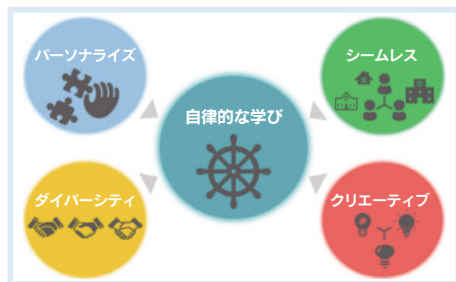 パーソナライズ
シームレス
自律的な学び
ダイバーシティ
クリエーティブ